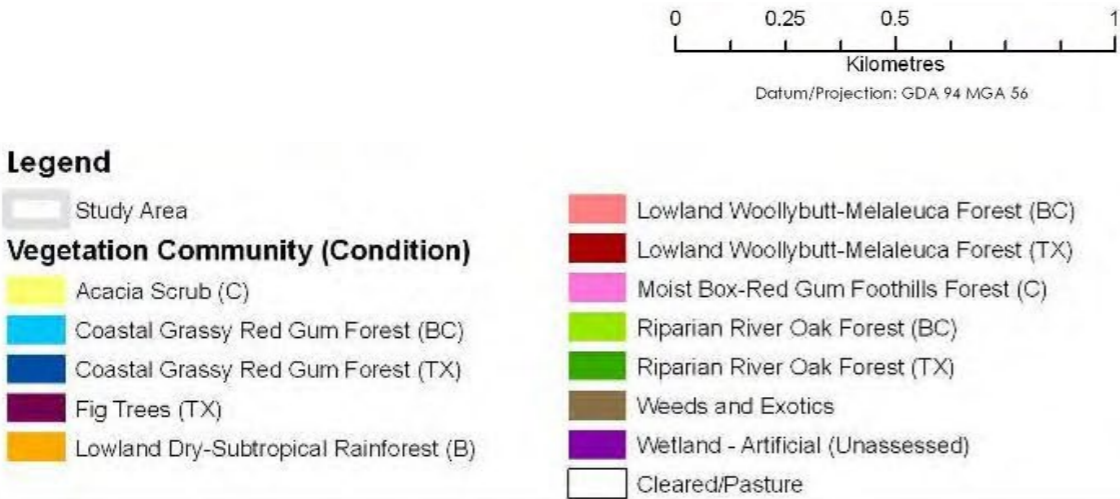 0 0.25 0.5 1
Kilometres
Datum/Projection: GDA 94 MGA 56
Legend
Study Area
Vegetation Community (Condition)
Acacia Scrub (C)
Coastal Grassy Red Gum Forest (BC)
Coastal Grassy Red Gum Forest (TX)
Fig Trees (TX)
Lowland Dry-Subtropical Rainforest (B)
Lowland Woollybutt-Melaleuca Forest (BC)
Lowland Woollybutt-Melaleuca Forest (TX)
Moist Box-Red Gum Foothills Forest (C)
Riparian River Oak Forest (BC)
Riparian River Oak Forest (TX)
Weeds and Exotics
Wetland - Artificial (Unassessed)
Cleared/Pasture